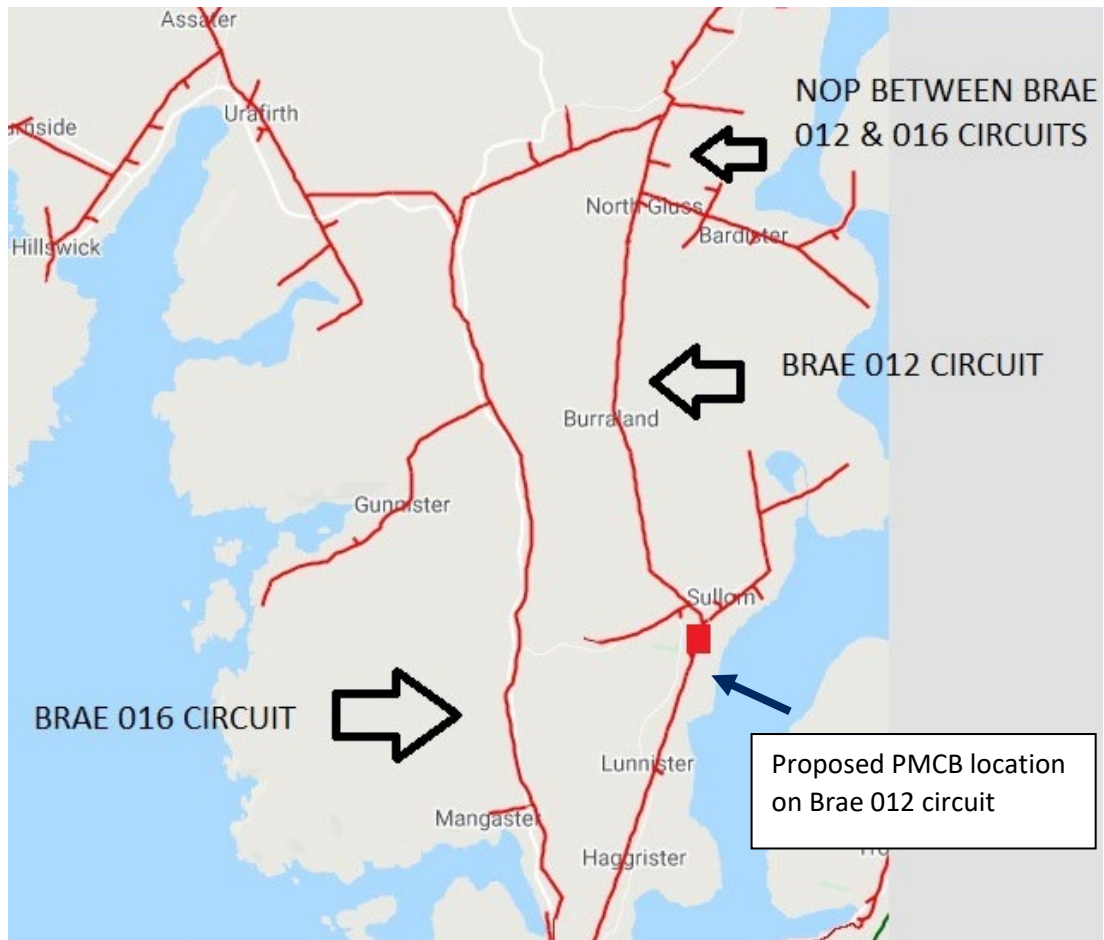 Assater
NOP BETWEEN BRAE
012 & 016 CIRCUITS
Urafirth
North Gluss
Bardister
Hillswick
BRAE 012 CIRCUIT
Burraland
Gunnister
Sullom
BRAE 016 CIRCUIT
Lunnister
Proposed PMCB location
on Brae 012 circuit
Mangaster
Haggrister